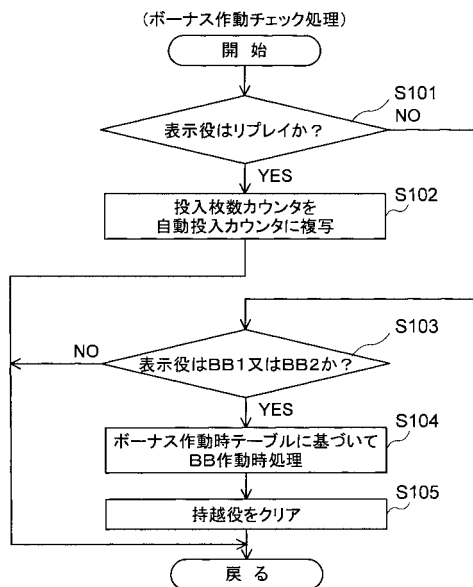 (ボーナス作動チェック処理)
開 始
S101
表示役はリプレイか？
NO
YES
S102
投入枚数カウンタを
自動投入カウンタに複写
S103
NO
表示役はBB1又はBB2か？
YES
S104
ボーナス作動時テーブルに基づいて
BB作動時処理
S105
持越役をクリア
戻 る